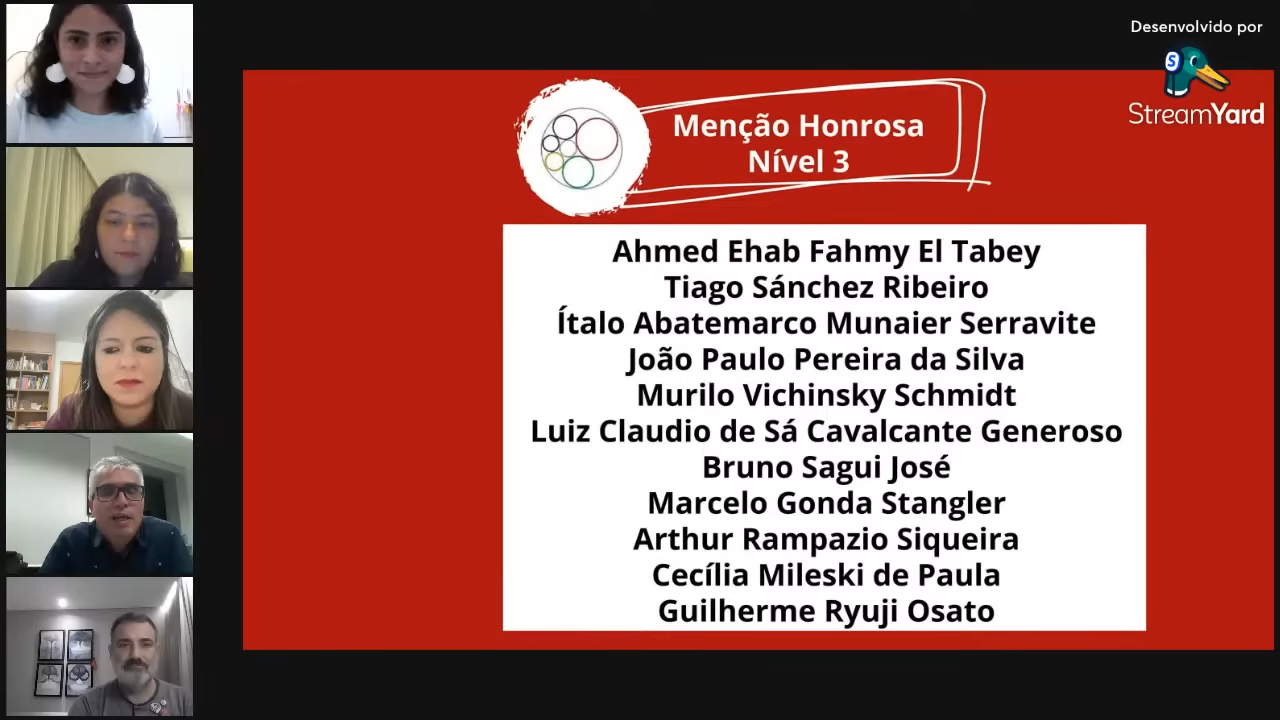 Desenvolvido por
StreamYard
Menção Honrosa
Nível 3
Ahmed Ehab Fahmy El Tabey
Tiago Sánchez Ribeiro
Ítalo Abatemarco Munaier Serravite
João Paulo Pereira da Silva
Murilo Vichinsky Schmidt
Luiz Claudio de Sá Cavalcante Generoso
Bruno Sagui José
Marcelo Gonda Stangler
Arthur Rampazio Siqueira
Cecília Mileski de Paula
Guilherme Ryuji Osato